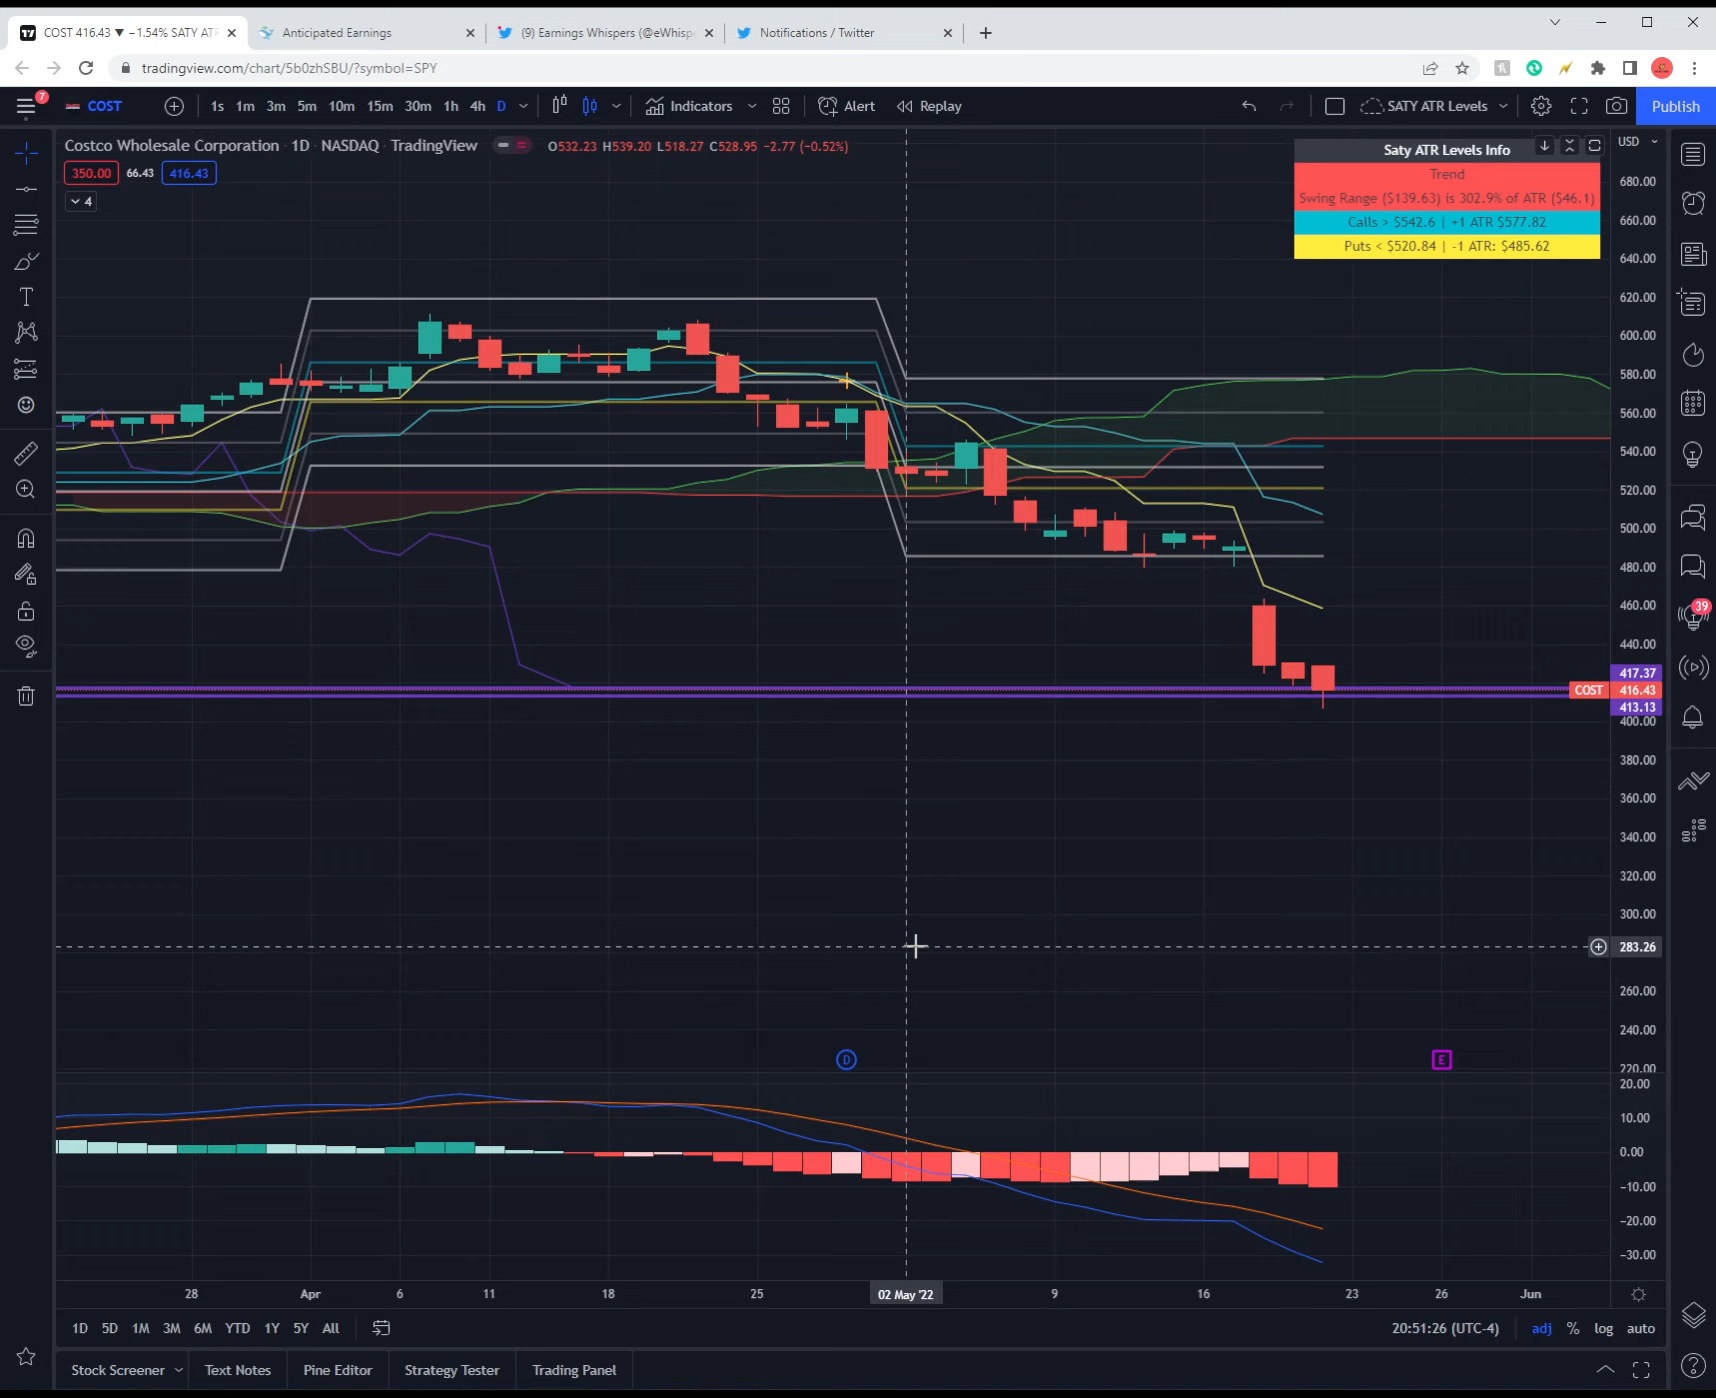 COST 416.43 ▼ −1.54% SATY ATR
Anticipated Earnings
(9) Earnings Whispers (@eWhisp
Notifications / Twitter
tradingview.com/chart/5b0zhSBU/?symbol=SPY
7
COST
1s 1m 3m 5m 10m 15m 30m 1h 4h D
Indicators
Alert
Replay
SATY ATR Levels
Publish
Costco Wholesale Corporation · 1D · NASDAQ · TradingView
O532.23 H539.20 L518.27 C528.95 −2.77 (−0.52%)
350.00 66.43 416.43
4
Saty ATR Levels Info
Trend
Swing Range ($139.63) is 302.9% of ATR ($46.1)
Calls > $542.6 | +1 ATR $577.82
Puts < $520.84 | -1 ATR: $485.62
USD
680.00
660.00
640.00
620.00
600.00
580.00
560.00
540.00
520.00
500.00
480.00
460.00
440.00
417.37
COST 416.43
413.13
400.00
380.00
360.00
340.00
320.00
300.00
283.26
260.00
240.00
220.00
39
D
E
20.00
10.00
0.00
−10.00
−20.00
−30.00
28 Apr 6 11 18 25 02 May '22 9 16 23 26 Jun
1D 5D 1M 3M 6M YTD 1Y 5Y All
20:51:26 (UTC-4) adj % log auto
Stock Screener Text Notes Pine Editor Strategy Tester Trading Panel